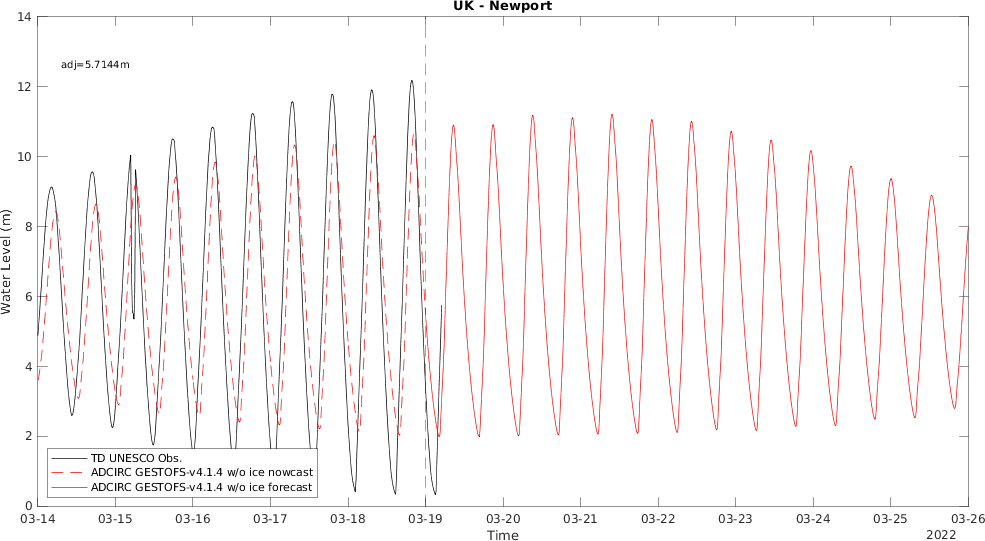 UK - Newport
14
adj=5.7144m
12
10
8
6
4
2
0
Water Level (m)
TD UNESCO Obs.
ADCIRC GESTOFS-v4.1.4 w/o ice nowcast
ADCIRC GESTOFS-v4.1.4 w/o ice forecast
03-14 03-15 03-16 03-17 03-18 03-19 03-20 03-21 03-22 03-23 03-24 03-25 03-26
Time
2022